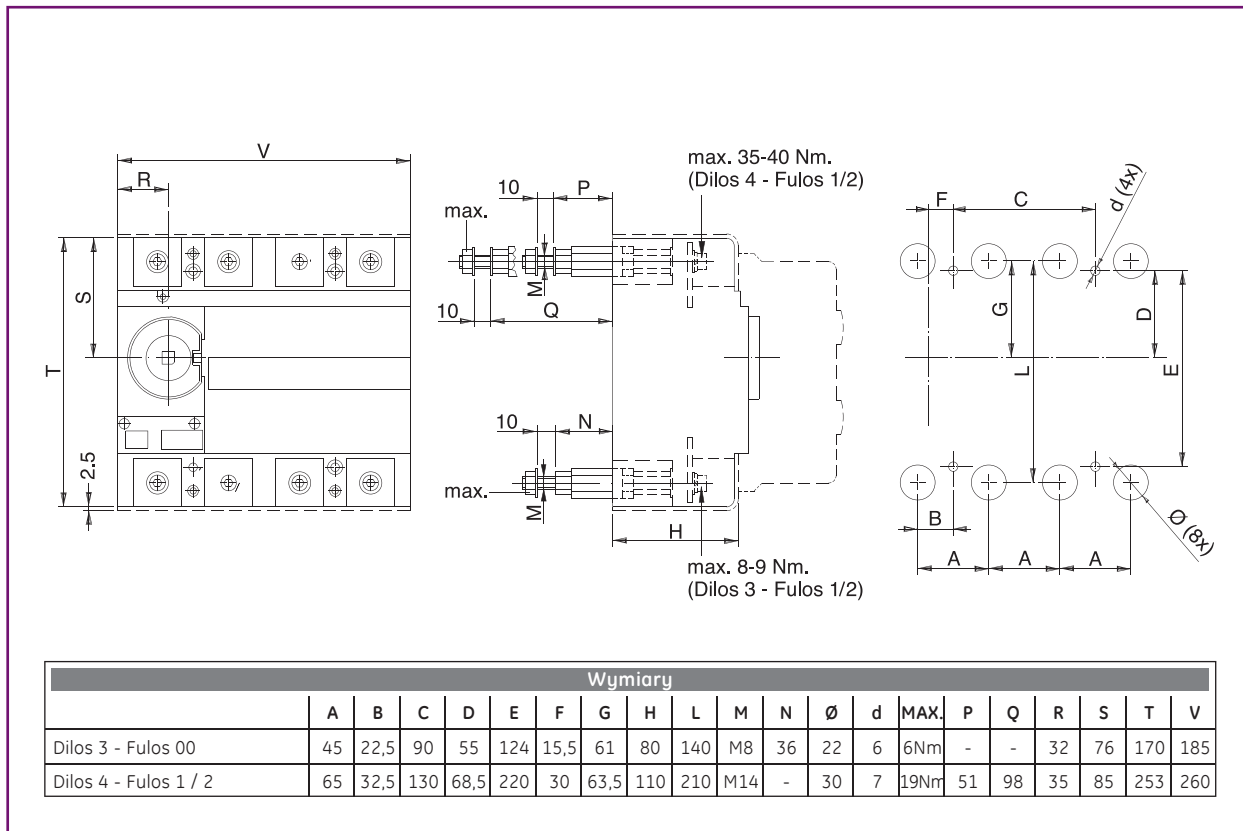 V
R
S
T
2.5
10
P
max.
M
10
Q
10
N
max.
M
H
max. 35-40 Nm.
(Dilos 4 - Fulos 1/2)
max. 8-9 Nm.
(Dilos 3 - Fulos 1/2)
F
C
d (4x)
G
L
D
E
B
A
A
A
Ø (8x)
Wymiary
A B C D E F G H L M N Ø d MAX. P Q R S T V
Dilos 3 - Fulos 00 45 22,5 90 55 124 15,5 61 80 140 M8 36 22 6 6Nm - - 32 76 170 185
Dilos 4 - Fulos 1 / 2 65 32,5 130 68,5 220 30 63,5 110 210 M14 - 30 7 19Nm 51 98 35 85 253 260